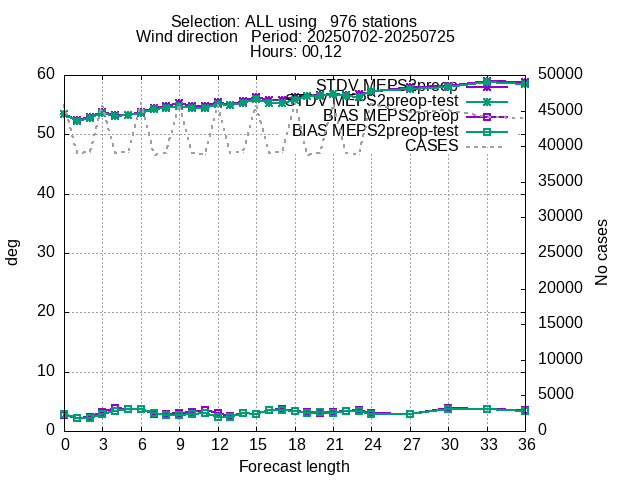 Selection: ALL using   976 stations
Wind direction   Period: 20250702-20250725
Hours: 00,12
60
50
40
30
20
10
0
deg
50000
45000
40000
35000
30000
25000
20000
15000
10000
5000
0
No cases
STDV MEPS2preop
STDV MEPS2preop-test
BIAS MEPS2preop
BIAS MEPS2preop-test
CASES
0 3 6 9 12 15 18 21 24 27 30 33 36
Forecast length